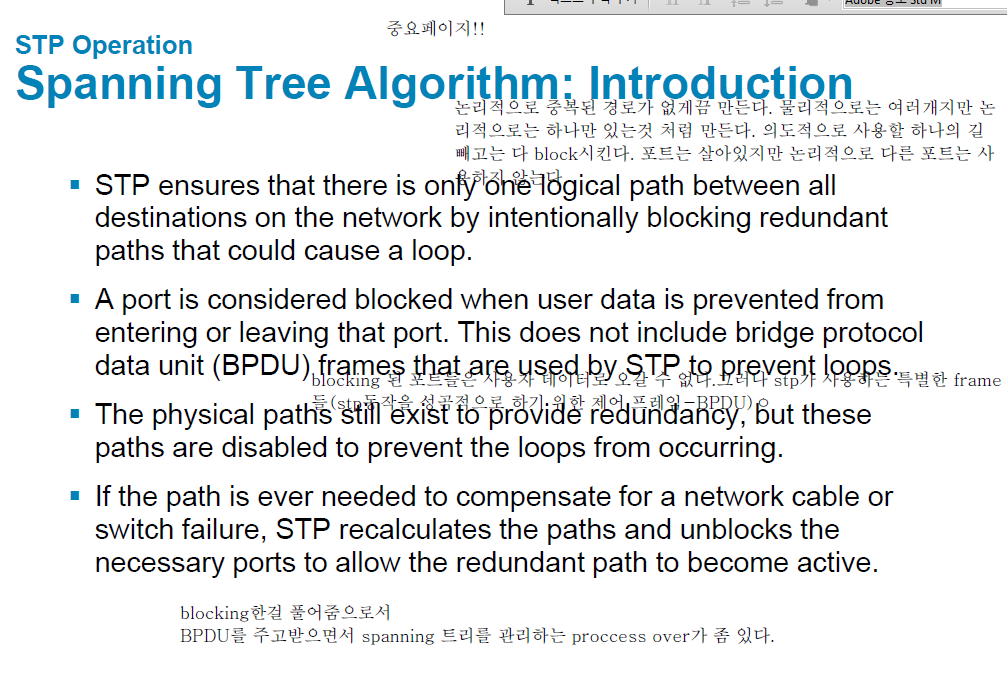 Adobe 명조 Std M
중요페이지!!
STP Operation
Spanning Tree Algorithm: Introduction
논리적으로 중복된 경로가 없게끔 만든다. 물리적으로는 여러개지만 논
리적으로는 하나만 있는것 처럼 만든다. 의도적으로 사용할 하나의 길
빼고는 다 block시킨다. 포트는 살아있지만 논리적으로 다른 포트는 사
용하지 않는다
STP ensures that there is only one logical path between all
destinations on the network by intentionally blocking redundant
paths that could cause a loop.
A port is considered blocked when user data is prevented from
entering or leaving that port. This does not include bridge protocol
data unit (BPDU) frames that are used by STP to prevent loops.
blocking 된 포트들은 사용자 데이터로 오갈 수 없다.그러나 stp가 사용하는 특별한 frame
들(stp동작을 성공적으로 하기 위한 제어 프레임-BPDU)
The physical paths still exist to provide redundancy, but these
paths are disabled to prevent the loops from occurring.
If the path is ever needed to compensate for a network cable or
switch failure, STP recalculates the paths and unblocks the
necessary ports to allow the redundant path to become active.
blocking한걸 풀어줌으로서
BPDU를 주고받으면서 spanning 트리를 관리하는 proccess over가 좀 있다.